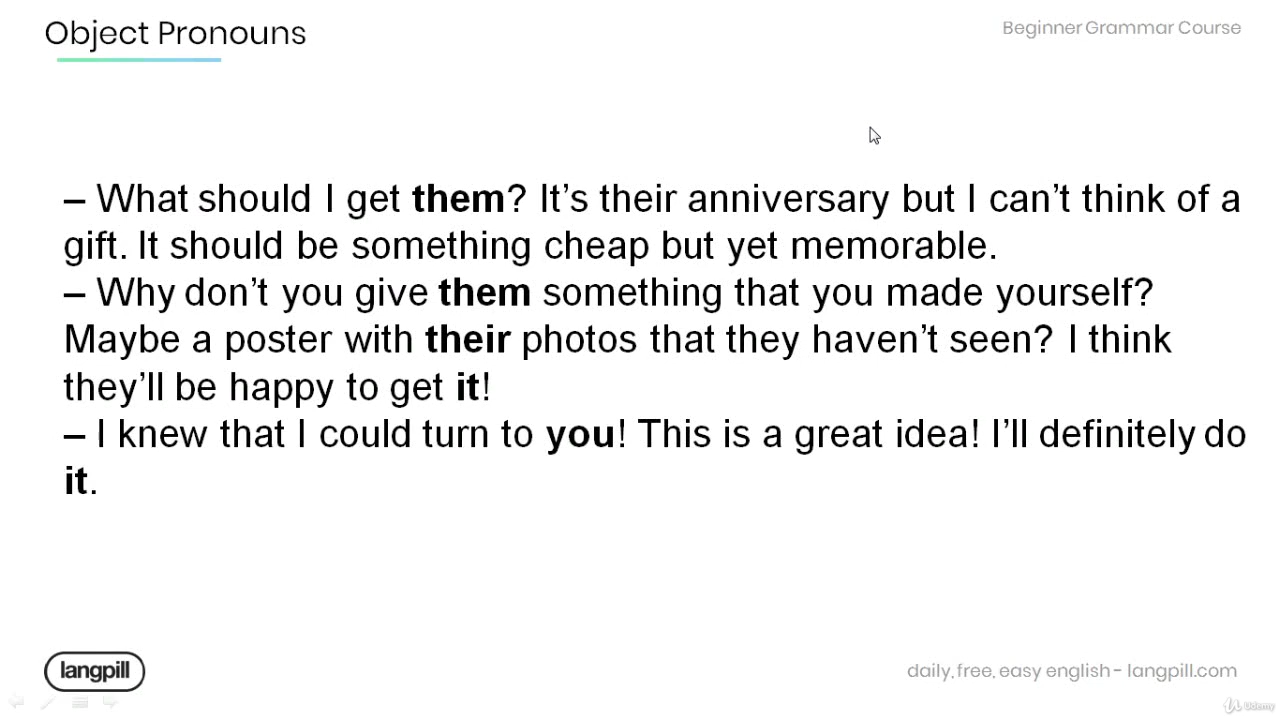 Object Pronouns
Beginner Grammar Course
– What should I get them? It’s their anniversary but I can’t think of a
gift. It should be something cheap but yet memorable.
– Why don’t you give them something that you made yourself?
Maybe a poster with their photos that they haven’t seen? I think
they’ll be happy to get it!
– I knew that I could turn to you! This is a great idea! I’ll definitely do
it.
langpill
daily, free, easy english - langpill.com
Udemy